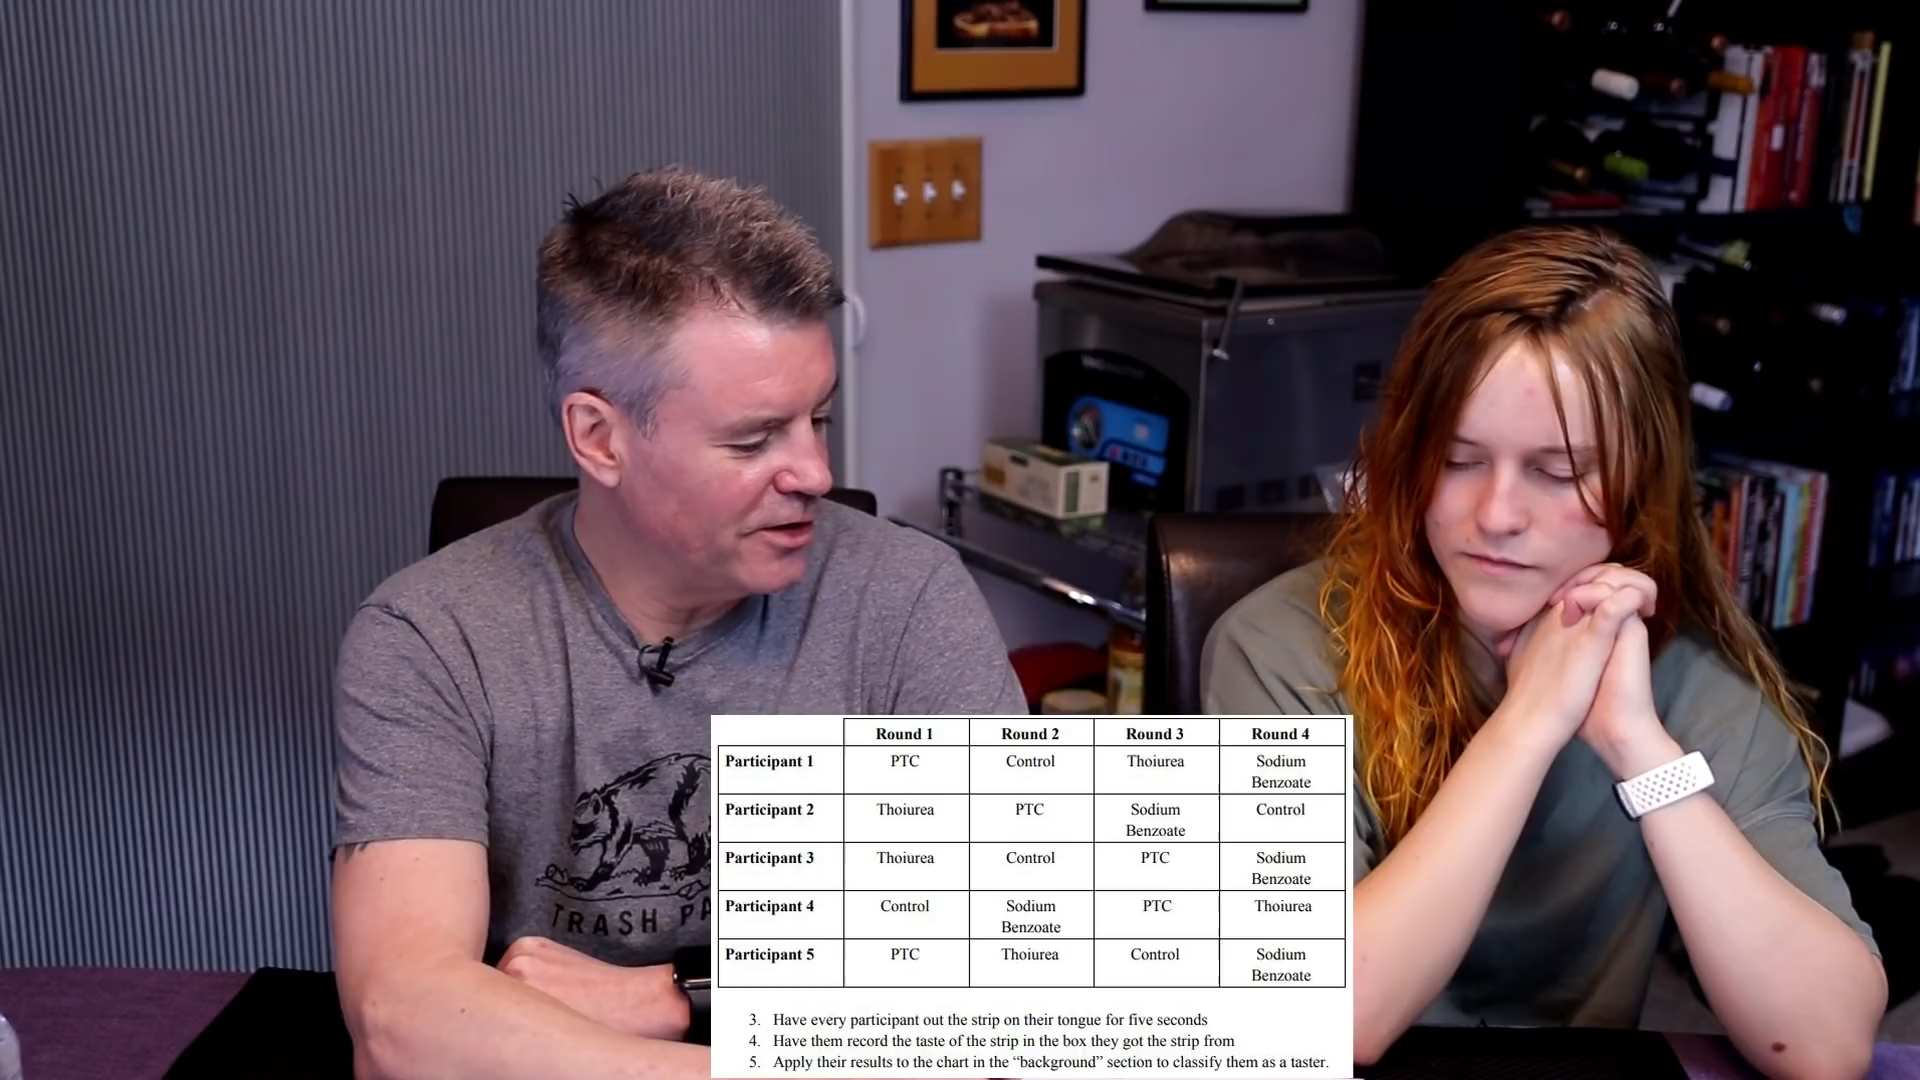 Round 1 Round 2 Round 3 Round 4
Participant 1 PTC Control Thoiurea Sodium Benzoate
Participant 2 Thoiurea PTC Sodium Benzoate Control
Participant 3 Thoiurea Control PTC Sodium Benzoate
Participant 4 Control Sodium Benzoate PTC Thoiurea
Participant 5 PTC Thoiurea Control Sodium Benzoate
3. Have every participant out the strip on their tongue for five seconds
4. Have them record the taste of the strip in the box they got the strip from
5. Apply their results to the chart in the “background” section to classify them as a taster.
TRASH